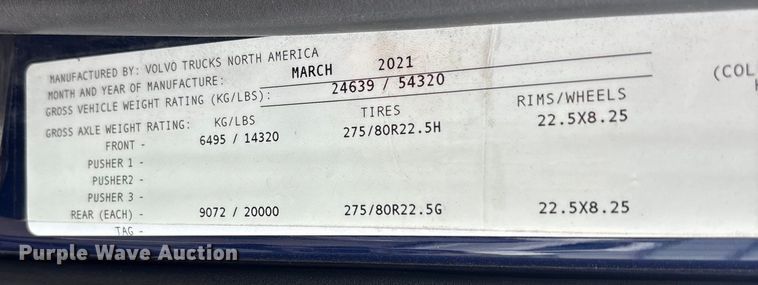 MANUFACTURED BY: VOLVO TRUCKS NORTH AMERICA
MONTH AND YEAR OF MANUFACTURE: MARCH 2021
GROSS VEHICLE WEIGHT RATING (KG/LBS): 24639 / 54320
GROSS AXLE WEIGHT RATING: KG/LBS TIRES RIMS/WHEELS
FRONT - 6495 / 14320 275/80R22.5H 22.5X8.25
PUSHER 1 -
PUSHER2 -
PUSHER 3 -
REAR (EACH) - 9072 / 20000 275/80R22.5G 22.5X8.25
TAG -
(COL
Purple Wave Auction